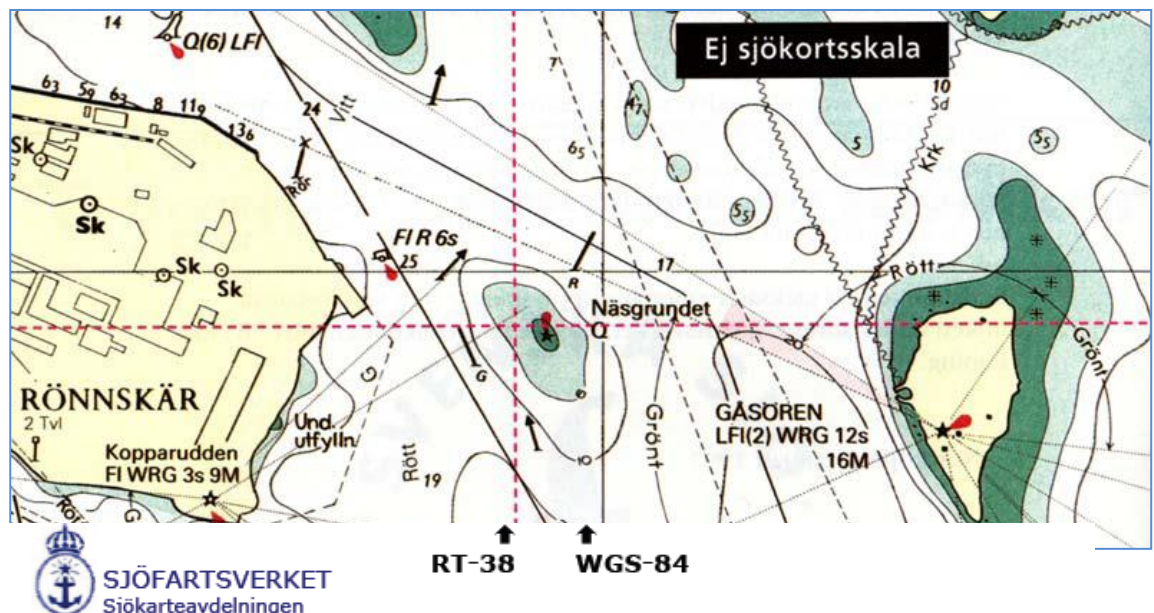 14
Q(6) LFl
Ej sjökortsskala
6₃ 5₉ 6₃ 8 11₉ 13₆
24
Vitt
7
4₇
6₅
5
10
Sd
Krk
5₅
5₅
Sk
Sk
Sk
Sk
Röf
Fl R 6s
25
R
17
Rött
Näsgrundet
Q
20
Grönt
G
G
6
10
RÖNNSKÄR
2 Tvl
Und.
utfylln.
Kopparudden
Fl WRG 3s 9M
Rött
19
Grönt
GÅSÖREN
LFl(2) WRG 12s
16M
G
RT-38 WGS-84
SJÖFARTSVERKET
Sjökarteavdelningen